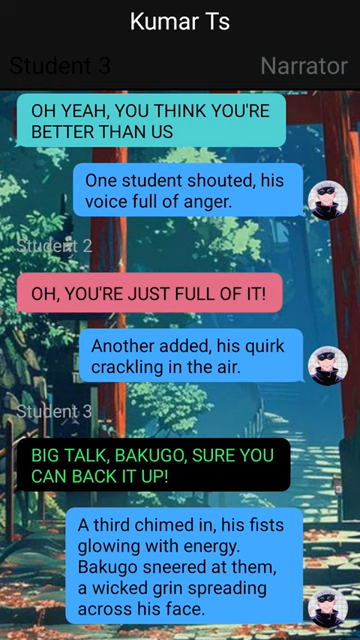 Kumar Ts
Student 3
Narrator
OH YEAH, YOU THINK YOU'RE
BETTER THAN US
One student shouted, his
voice full of anger.
Student 2
OH, YOU'RE JUST FULL OF IT!
Another added, his quirk
crackling in the air.
Student 3
BIG TALK, BAKUGO, SURE YOU
CAN BACK IT UP!
A third chimed in, his fists
glowing with energy.
Bakugo sneered at them,
a wicked grin spreading
across his face.